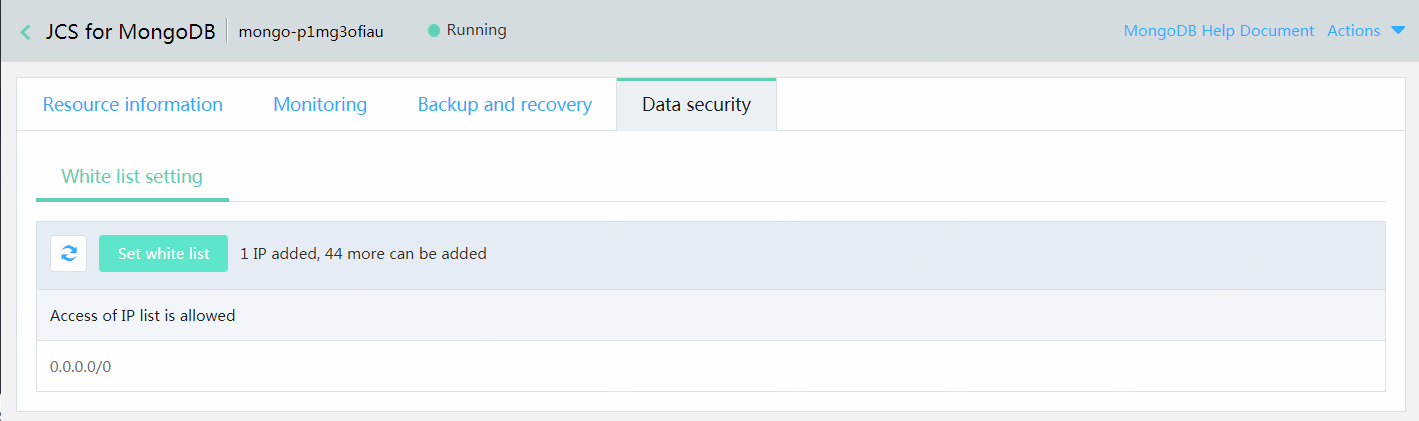 JCS for MongoDB mongo-p1mg3ofiau Running MongoDB Help Document Actions
Resource information Monitoring Backup and recovery Data security
White list setting
Set white list 1 IP added, 44 more can be added
Access of IP list is allowed
0.0.0.0/0